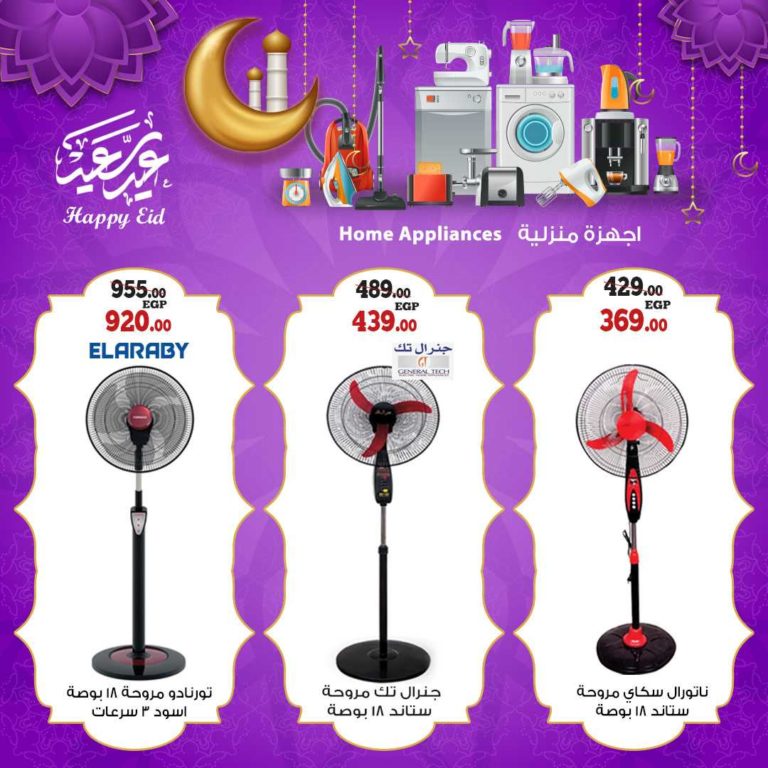 عيد سعيد
Happy Eid
Home Appliances اجهزة منزلية
955.00
EGP
920.00
ELARABY
تورنادو مروحة ١٨ بوصة
اسود ٣ سرعات
489.00
EGP
439.00
جنرال تك
GT
GENERAL TECH
جنرال تك مروحة
ستاند ١٨ بوصة
429.00
EGP
369.00
ناتورال سكاي مروحة
ستاند ١٨ بوصة